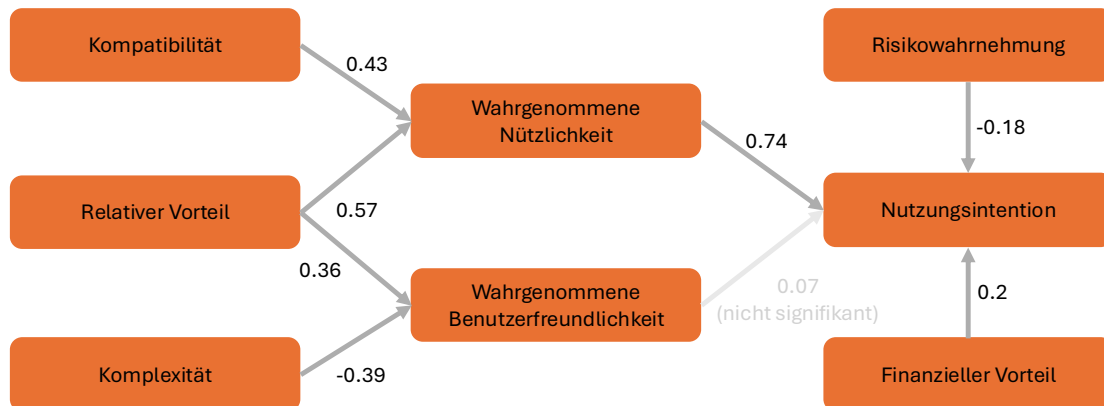 Kompatibilität
Risikowahrnehmung
0.43
Wahrgenommene
Nützlichkeit
0.74
-0.18
Relativer Vorteil
0.57
Nutzungsintention
0.36
Wahrgenommene
Benutzerfreundlichkeit
0.07
(nicht signifikant)
0.2
Komplexität
-0.39
Finanzieller Vorteil